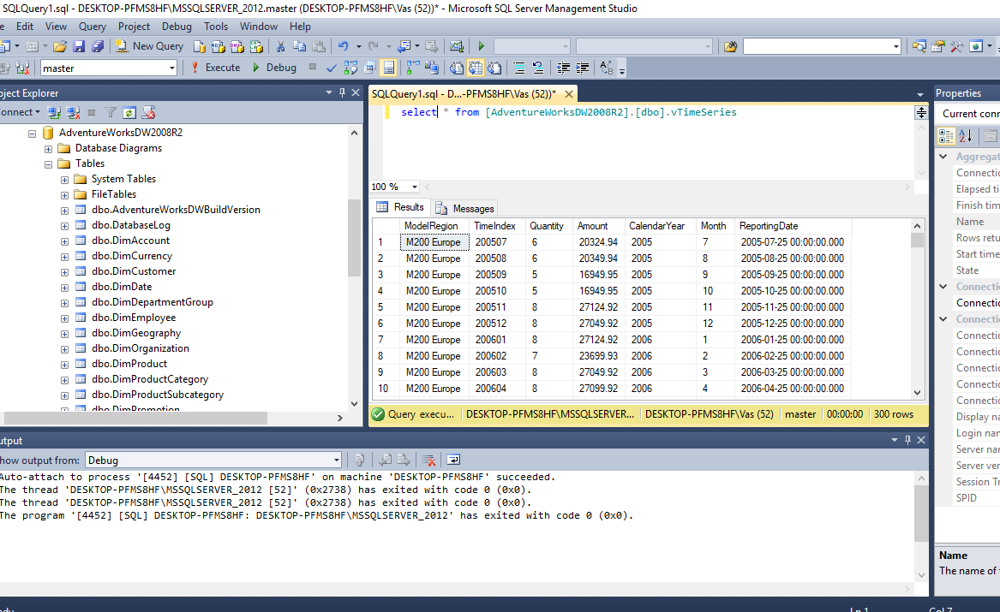 SQLQuery1.sql - DESKTOP-PFMS8HF\MSSQLSERVER_2012.master (DESKTOP-PFMS8HF\Vas (52))* - Microsoft SQL Server Management Studio
e Edit View Query Project Debug Tools Window Help
New Query
master Execute Debug
ject Explorer
onnect
AdventureWorksDW2008R2
Database Diagrams
Tables
System Tables
FileTables
dbo.AdventureWorksDWBuildVersion
dbo.DatabaseLog
dbo.DimAccount
dbo.DimCurrency
dbo.DimCustomer
dbo.DimDate
dbo.DimDepartmentGroup
dbo.DimEmployee
dbo.DimGeography
dbo.DimOrganization
dbo.DimProduct
dbo.DimProductCategory
dbo.DimProductSubcategory
dbo.DimPromotion
SQLQuery1.sql - D...-PFMS8HF\Vas (52))*
select * from [AdventureWorksDW2008R2].[dbo].vTimeSeries
100 %
Results Messages
ModelRegion TimeIndex Quantity Amount CalendarYear Month ReportingDate
1 M200 Europe 200507 6 20324.94 2005 7 2005-07-25 00:00:00.000
2 M200 Europe 200508 6 20349.94 2005 8 2005-08-25 00:00:00.000
3 M200 Europe 200509 5 16949.95 2005 9 2005-09-25 00:00:00.000
4 M200 Europe 200510 5 16949.95 2005 10 2005-10-25 00:00:00.000
5 M200 Europe 200511 8 27124.92 2005 11 2005-11-25 00:00:00.000
6 M200 Europe 200512 8 27049.92 2005 12 2005-12-25 00:00:00.000
7 M200 Europe 200601 8 27124.92 2006 1 2006-01-25 00:00:00.000
8 M200 Europe 200602 7 23699.93 2006 2 2006-02-25 00:00:00.000
9 M200 Europe 200603 8 27049.92 2006 3 2006-03-25 00:00:00.000
10 M200 Europe 200604 8 27099.92 2006 4 2006-04-25 00:00:00.000
Query execu... DESKTOP-PFMS8HF\MSSQLSERVER... DESKTOP-PFMS8HF\Vas (52) master 00:00:00 300 rows
Properties
Current conn
Aggregat
Connectio
Elapsed ti
Finish tim
Name
Rows retu
Start time
State
Connecti
Connectio
Connecti
Connectio
Connectio
Connectio
Connectio
Connectio
Display na
Login nam
Server nam
Server ver
Session Tr
SPID
Name
The name of
utput
how output from: Debug
Auto-attach to process '[4452] [SQL] DESKTOP-PFMS8HF' on machine 'DESKTOP-PFMS8HF' succeeded.
The thread 'DESKTOP-PFMS8HF\MSSQLSERVER_2012 [52]' (0x2738) has exited with code 0 (0x0).
The thread 'DESKTOP-PFMS8HF\MSSQLSERVER_2012 [52]' (0x2738) has exited with code 0 (0x0).
The program '[4452] [SQL] DESKTOP-PFMS8HF: DESKTOP-PFMS8HF\MSSQLSERVER_2012' has exited with code 0 (0x0).
Ln 1 Col 7